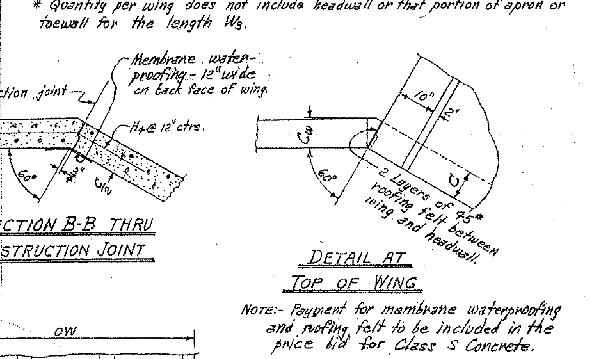 * Quantity per wing does not include headwall or that portion of apron or
toewall for the length W3.
Membrane water-
proofing - 12" wide
on back face of wing.
ction joint
H4 @ 12" ctrs.
60°
CTION B-B THRU
STRUCTION JOINT
10"
60°
2 Layers of 75#
roofing felt between
wing and headwall.
DETAIL AT
TOP OF WING
NOTE:- Payment for membrane waterproofing
and roofing felt to be included in the
price bid for Class S Concrete.
OW